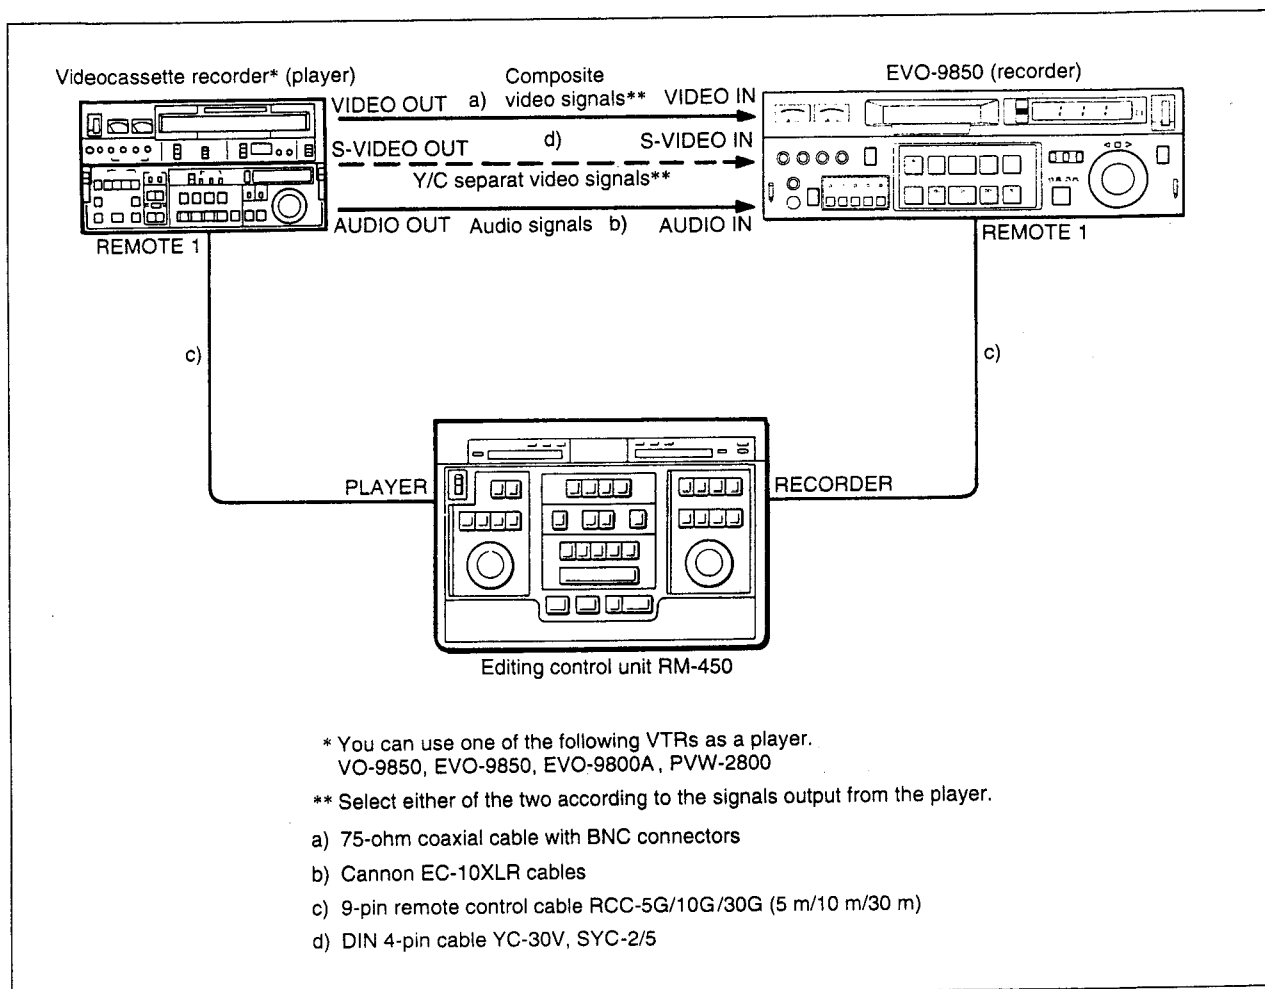 Videocassette recorder* (player)
Composite
EVO-9850 (recorder)
VIDEO OUT a) video signals** VIDEO IN
S-VIDEO OUT d) S-VIDEO IN
Y/C separat video signals**
AUDIO OUT Audio signals b) AUDIO IN
REMOTE 1
REMOTE 1
c)
c)
PLAYER
RECORDER
Editing control unit RM-450
* You can use one of the following VTRs as a player.
VO-9850, EVO-9850, EVO-9800A, PVW-2800
** Select either of the two according to the signals output from the player.
a) 75-ohm coaxial cable with BNC connectors
b) Cannon EC-10XLR cables
c) 9-pin remote control cable RCC-5G/10G/30G (5 m/10 m/30 m)
d) DIN 4-pin cable YC-30V, SYC-2/5